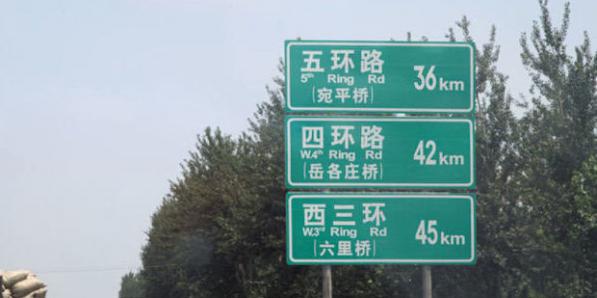 五环路
5th Ring Rd
(宛平桥)
36km
四环路
W.4th Ring Rd
(岳各庄桥)
42km
西三环
W.3rd Ring Rd
(六里桥)
45km